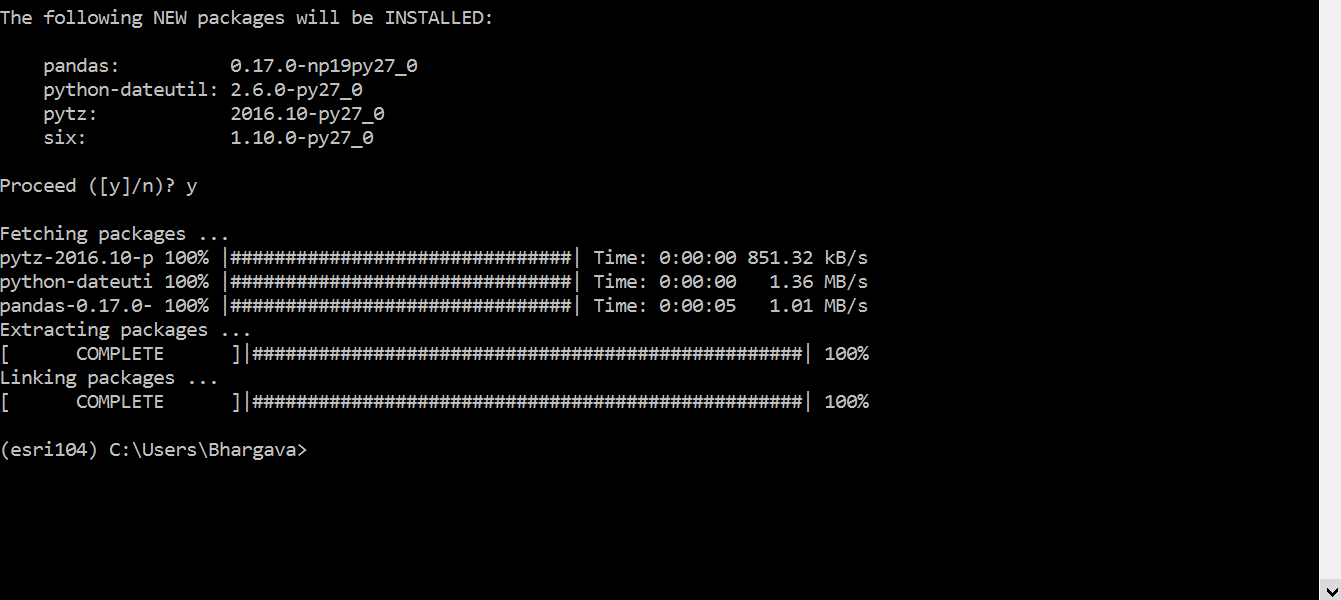 The following NEW packages will be INSTALLED:
pandas: 0.17.0-np19py27_0
python-dateutil: 2.6.0-py27_0
pytz: 2016.10-py27_0
six: 1.10.0-py27_0
Proceed ([y]/n)? y
Fetching packages ...
pytz-2016.10-p 100% |###############################| Time: 0:00:00 851.32 kB/s
python-dateuti 100% |###############################| Time: 0:00:00 1.36 MB/s
pandas-0.17.0- 100% |###############################| Time: 0:00:05 1.01 MB/s
Extracting packages ...
[ COMPLETE ]|##################################################| 100%
Linking packages ...
[ COMPLETE ]|##################################################| 100%
(esri104) C:\Users\Bhargava>